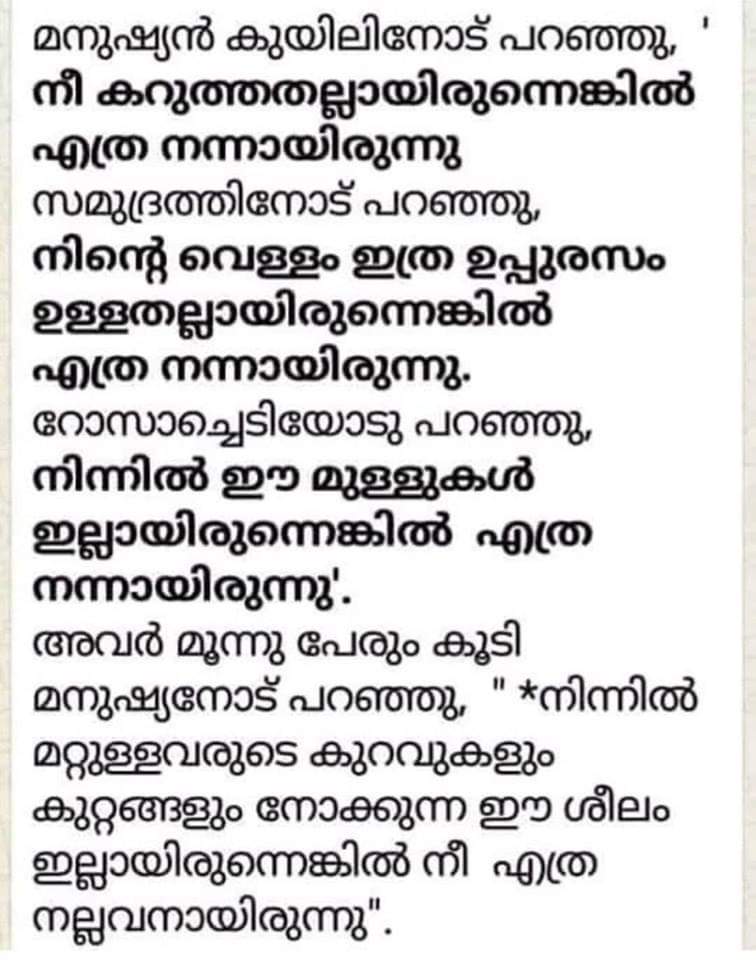 മനുഷ്യൻ കുയിലിനോട് പറഞ്ഞു, '
നീ കറുത്തതല്ലായിരുന്നെങ്കിൽ
എത്ര നന്നായിരുന്നു
സമുദ്രത്തിനോട് പറഞ്ഞു,
നിന്റെ വെള്ളം ഇത്ര ഉപ്പുരസം
ഉള്ളതല്ലായിരുന്നെങ്കിൽ
എത്ര നന്നായിരുന്നു.
റോസാച്ചെടിയോടു പറഞ്ഞു,
നിന്നിൽ ഈ മുള്ളുകൾ
ഇല്ലായിരുന്നെങ്കിൽ എത്ര
നന്നായിരുന്നു'.
അവർ മൂന്നു പേരും കൂടി
മനുഷ്യനോട് പറഞ്ഞു, " *നിന്നിൽ
മറ്റുള്ളവരുടെ കുറവുകളും
കുറ്റങ്ങളും നോക്കുന്ന ഈ ശീലം
ഇല്ലായിരുന്നെങ്കിൽ നീ എത്ര
നല്ലവനായിരുന്നു".